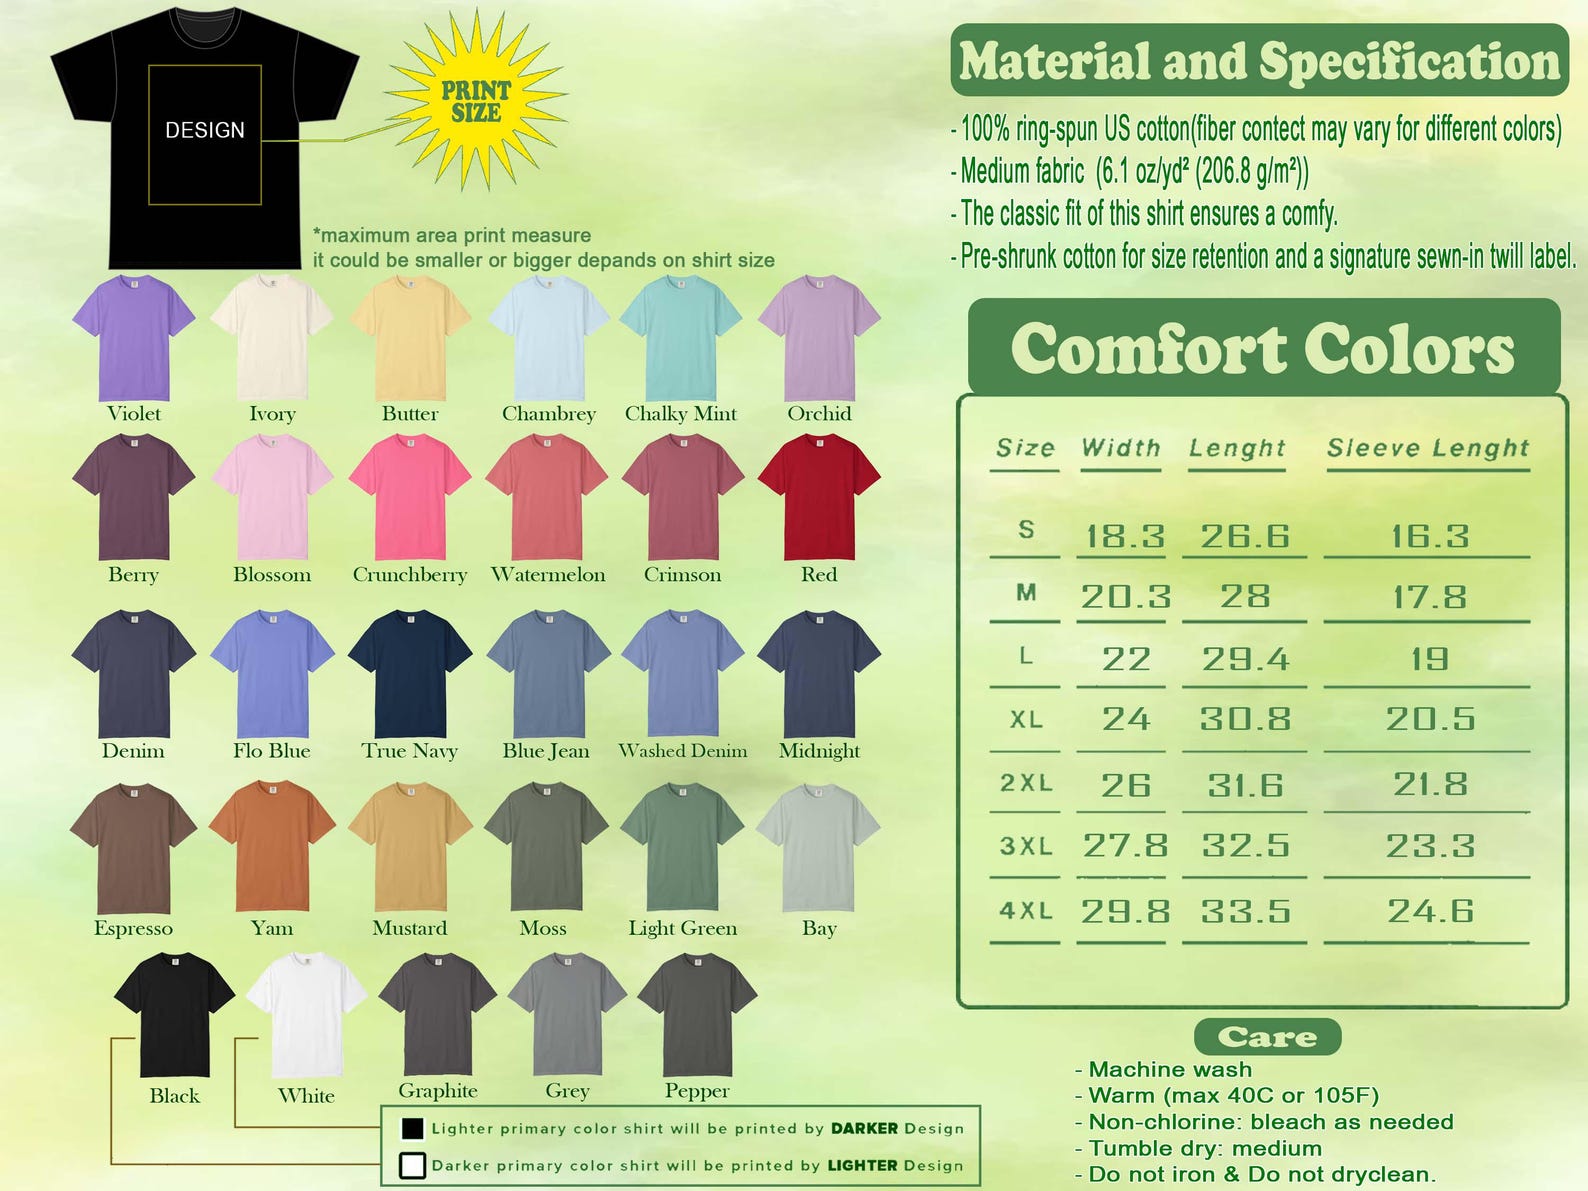 DESIGN
PRINT
SIZE
*maximum area print measure
it could be smaller or bigger depands on shirt size
Violet
Ivory
Butter
Chambrey
Chalky Mint
Orchid
Berry
Blossom
Crunchberry
Watermelon
Crimson
Red
Denim
Flo Blue
True Navy
Blue Jean
Washed Denim
Midnight
Espresso
Yam
Mustard
Moss
Light Green
Bay
Black
White
Graphite
Grey
Pepper
Lighter primary color shirt will be printed by DARKER Design
Darker primary color shirt will be printed by LIGHTER Design
Material and Specification
- 100% ring-spun US cotton(fiber contect may vary for different colors)
- Medium fabric (6.1 oz/yd² (206.8 g/m²))
- The classic fit of this shirt ensures a comfy.
- Pre-shrunk cotton for size retention and a signature sewn-in twill label.
Comfort Colors
Size Width Lenght Sleeve Lenght
S 18.3 26.6 16.3
M 20.3 28 17.8
L 22 29.4 19
XL 24 30.8 20.5
2XL 26 31.6 21.8
3XL 27.8 32.5 23.3
4XL 29.8 33.5 24.6
Care
- Machine wash
- Warm (max 40C or 105F)
- Non-chlorine: bleach as needed
- Tumble dry: medium
- Do not iron & Do not dryclean.